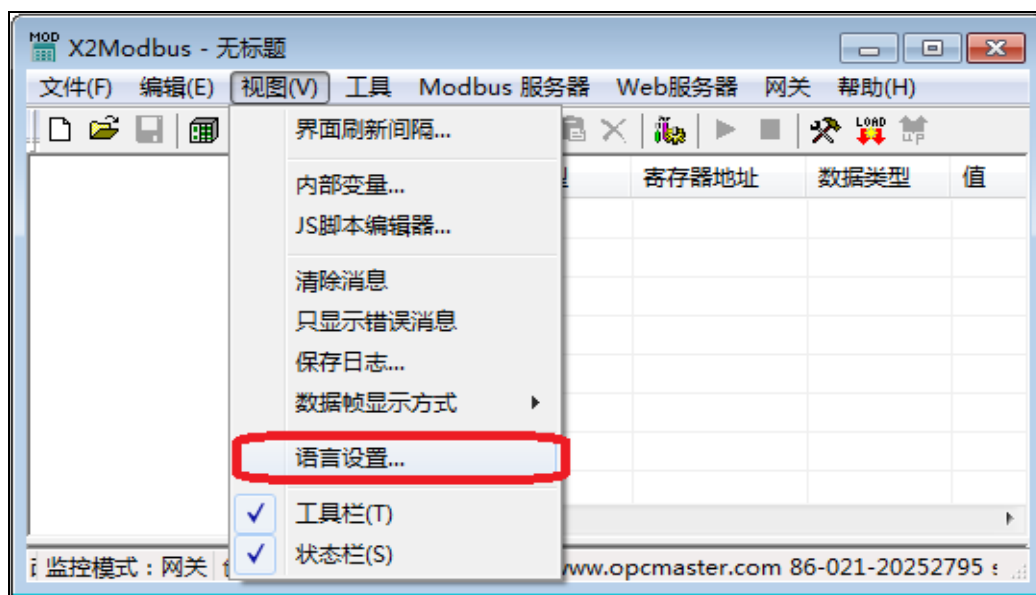 MOD X2Modbus - 无标题
文件(F) 编辑(E) 视图(V) 工具 Modbus 服务器 Web服务器 网关 帮助(H)
LOAD
UP
界面刷新间隔...
寄存器地址 数据类型 值
内部变量...
JS脚本编辑器...
清除消息
只显示错误消息
保存日志...
数据帧显示方式
语言设置...
工具栏(T)
状态栏(S)
监控模式：网关 www.opcmaster.com 86-021-20252795 s